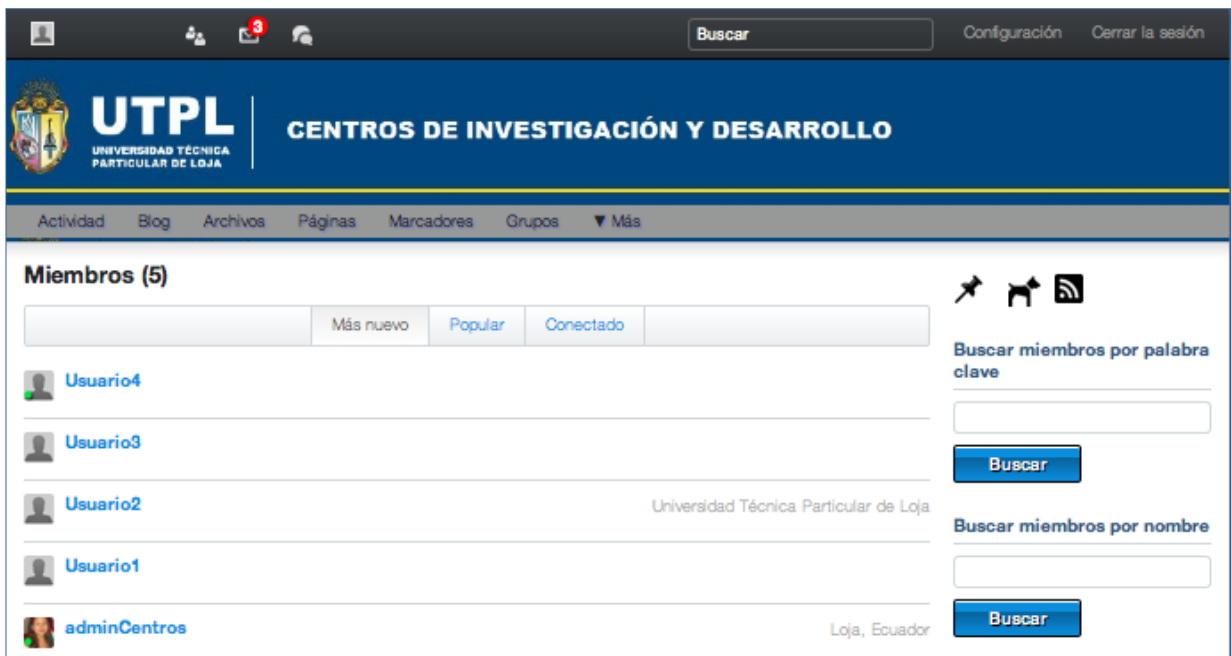 3
Buscar
Configuración
Cerrar la sesión
UTPL
UNIVERSIDAD TÉCNICA
PARTICULAR DE LOJA
CENTROS DE INVESTIGACIÓN Y DESARROLLO
Actividad Blog Archivos Páginas Marcadores Grupos ▼ Más
Miembros (5)
Más nuevo Popular Conectado
Usuario4
Usuario3
Usuario2 Universidad Técnica Particular de Loja
Usuario1
adminCentros Loja, Ecuador
Buscar miembros por palabra
clave
Buscar
Buscar miembros por nombre
Buscar